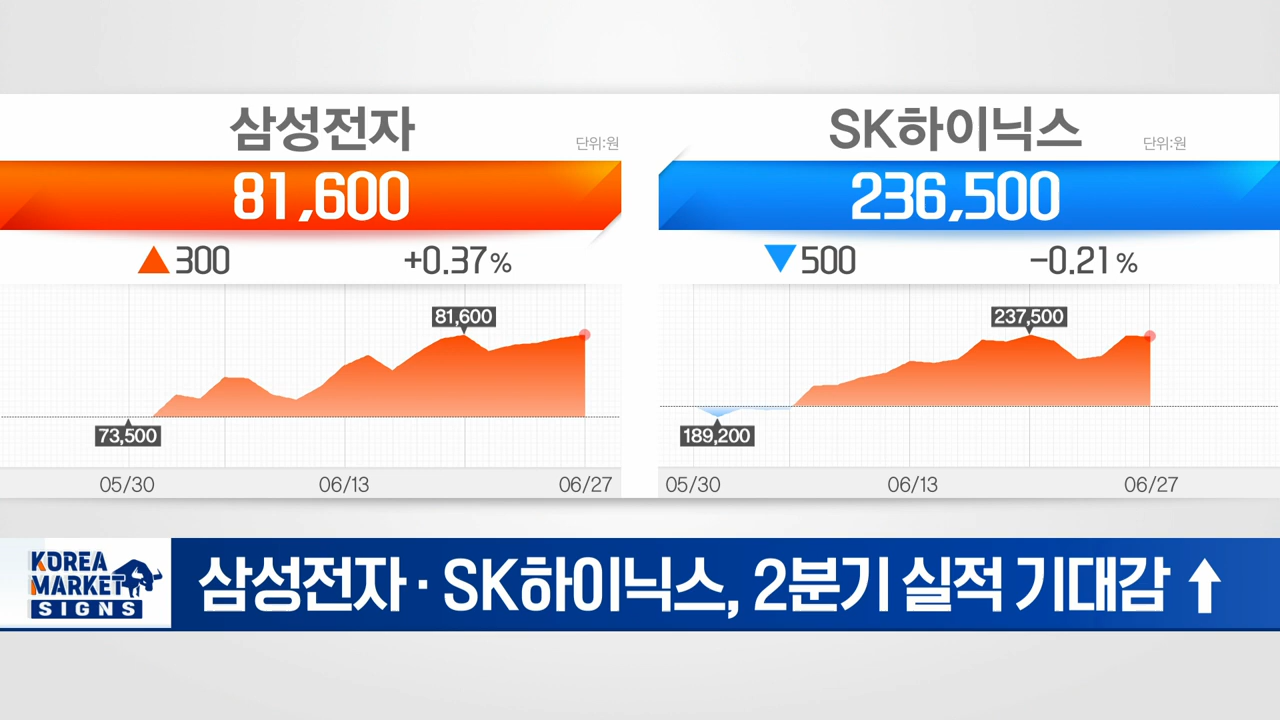 삼성전자
단위:원
81,600
▲300 +0.37%
81,600
73,500
05/30 06/13 06/27
SK하이닉스
단위:원
236,500
▼500 -0.21%
237,500
189,200
05/30 06/13 06/27
KOREA
MARKET
SIGNS
삼성전자·SK하이닉스, 2분기 실적 기대감↑